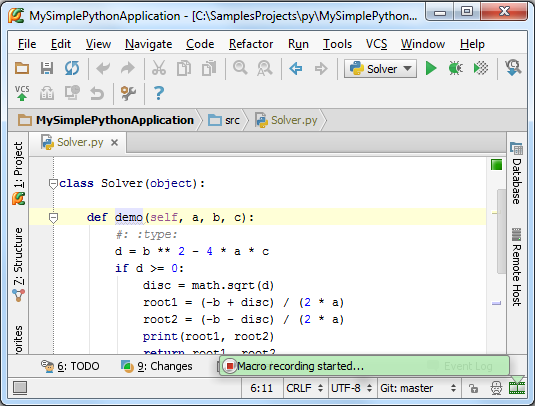 MySimplePythonApplication - [C:\SamplesProjects\py\MySimplePython...
File Edit View Navigate Code Refactor Run Tools VCS Window Help
Solver
VCS
MySimplePythonApplication src Solver.py
Solver.py
1: Project
Z: Structure
Database
Remote Host
class Solver(object):
def demo(self, a, b, c):
#: :type:
d = b ** 2 - 4 * a * c
if d >= 0:
disc = math.sqrt(d)
root1 = (-b + disc) / (2 * a)
root2 = (-b - disc) / (2 * a)
print(root1, root2)
return root1, root2
6: TODO 9: Changes Macro recording started... Event Log
6:11 CRLF UTF-8 Git: master